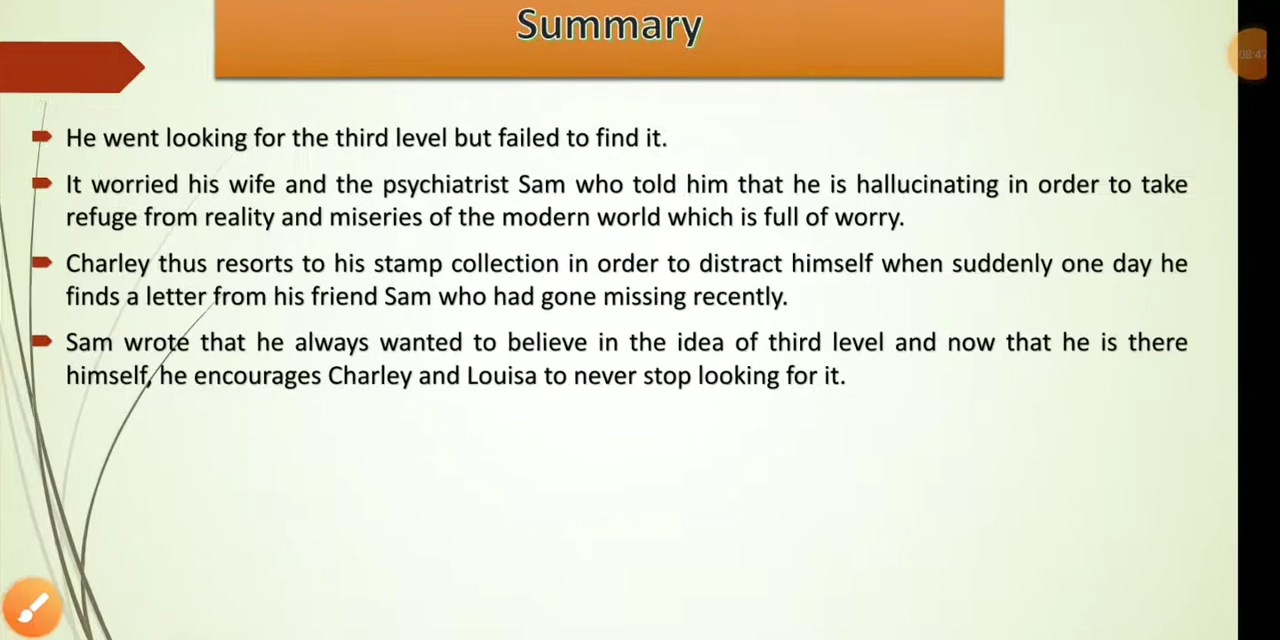 Summary
08:47
He went looking for the third level but failed to find it.
It worried his wife and the psychiatrist Sam who told him that he is hallucinating in order to take
refuge from reality and miseries of the modern world which is full of worry.
Charley thus resorts to his stamp collection in order to distract himself when suddenly one day he
finds a letter from his friend Sam who had gone missing recently.
Sam wrote that he always wanted to believe in the idea of third level and now that he is there
himself, he encourages Charley and Louisa to never stop looking for it.